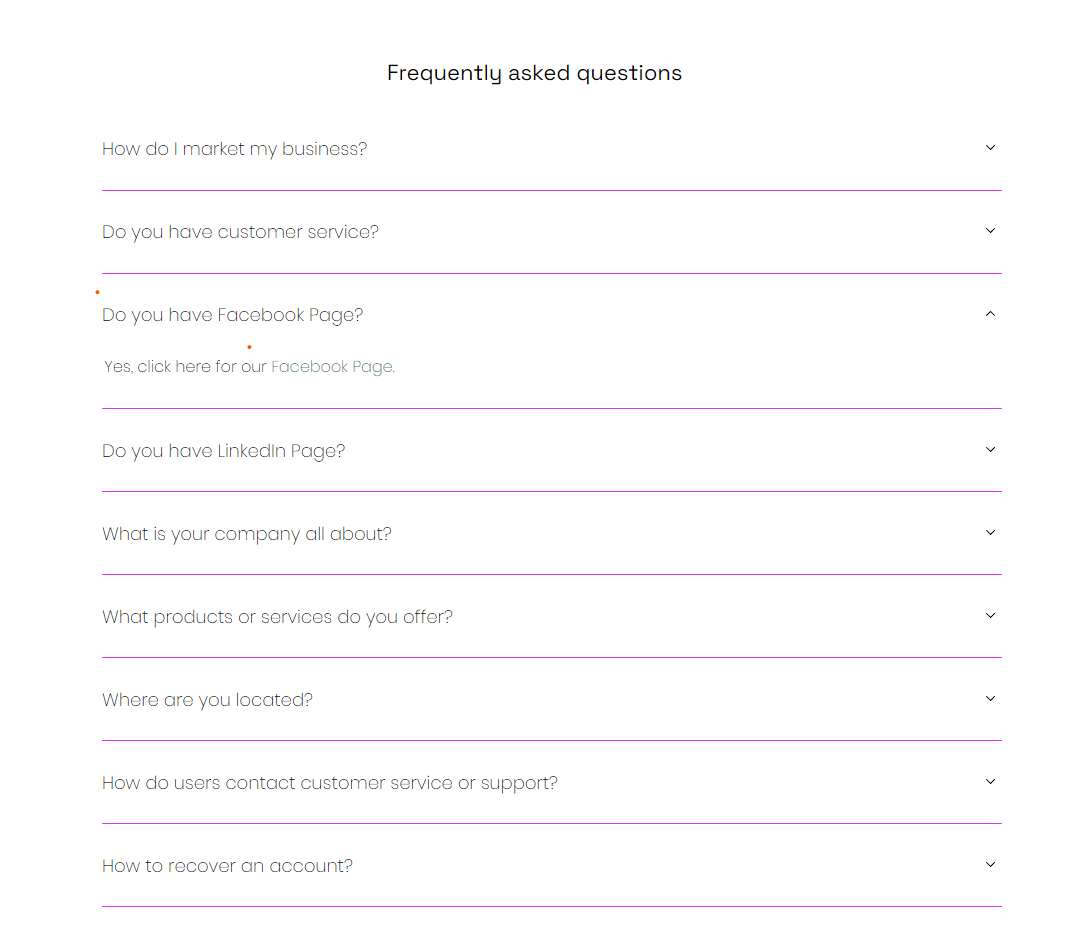 Frequently asked questions
How do I market my business?
Do you have customer service?
Do you have Facebook Page?
Yes, click here for our Facebook Page.
Do you have LinkedIn Page?
What is your company all about?
What products or services do you offer?
Where are you located?
How do users contact customer service or support?
How to recover an account?